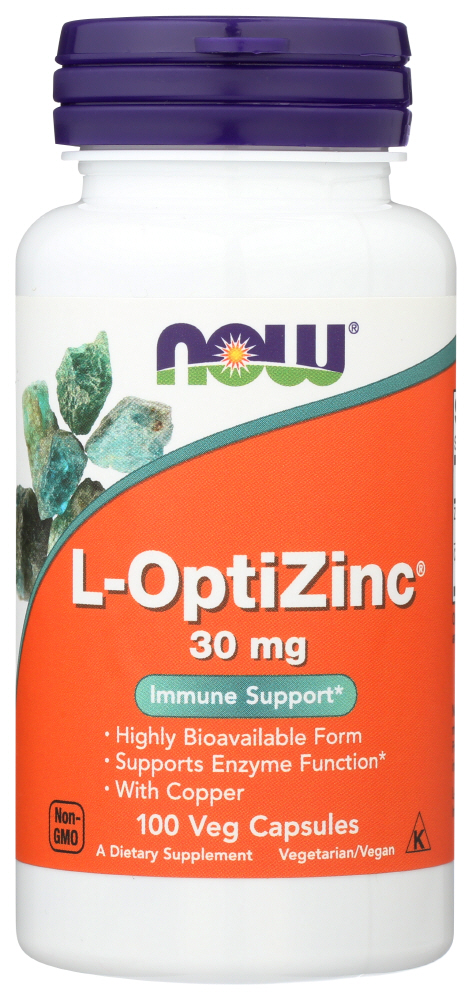 NOW®
L-OptiZinc®
30 mg
Immune Support*
• Highly Bioavailable Form
• Supports Enzyme Function*
• With Copper
100 Veg Capsules
Non-
GMO
A Dietary Supplement Vegetarian/Vegan
K